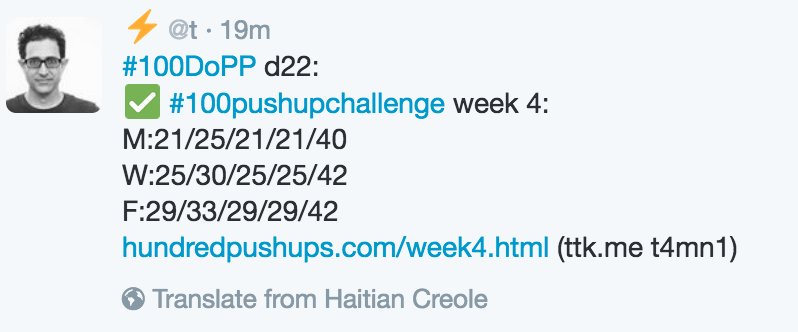 ⚡ @t · 19m
#100DoPP d22:
✅ #100pushupchallenge week 4:
M:21/25/21/21/40
W:25/30/25/25/42
F:29/33/29/29/42
hundredpushups.com/week4.html (ttk.me t4mn1)
Translate from Haitian Creole